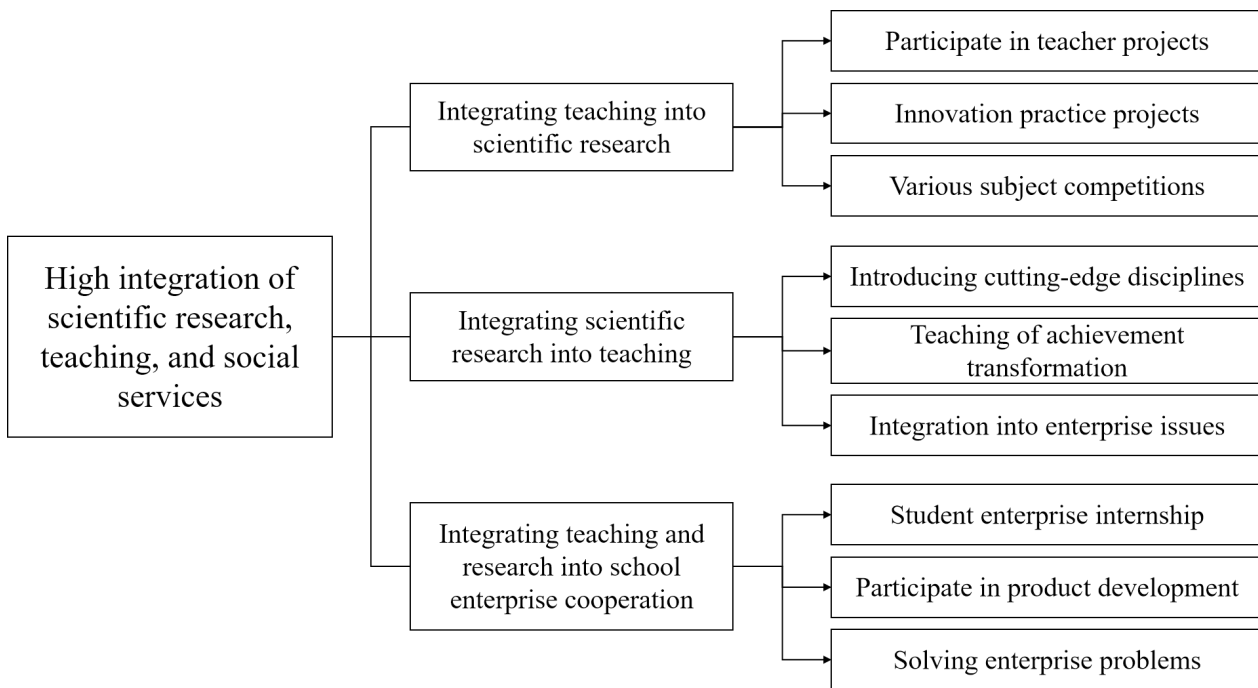 High integration of
scientific research,
teaching, and social
services
Integrating teaching into
scientific research
Participate in teacher projects
Innovation practice projects
Various subject competitions
Integrating scientific
research into teaching
Introducing cutting-edge disciplines
Teaching of achievement
transformation
Integration into enterprise issues
Integrating teaching and
research into school
enterprise cooperation
Student enterprise internship
Participate in product development
Solving enterprise problems